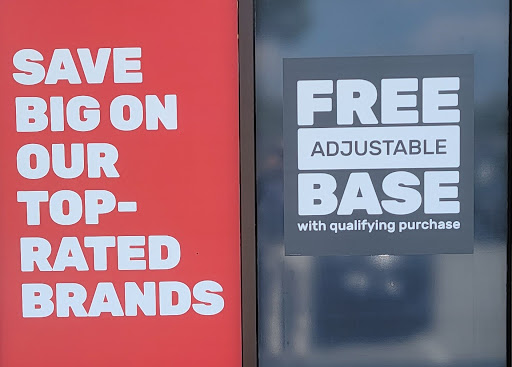 SAVE
BIG ON
OUR
TOP-
RATED
BRANDS
FREE
ADJUSTABLE
BASE
with qualifying purchase